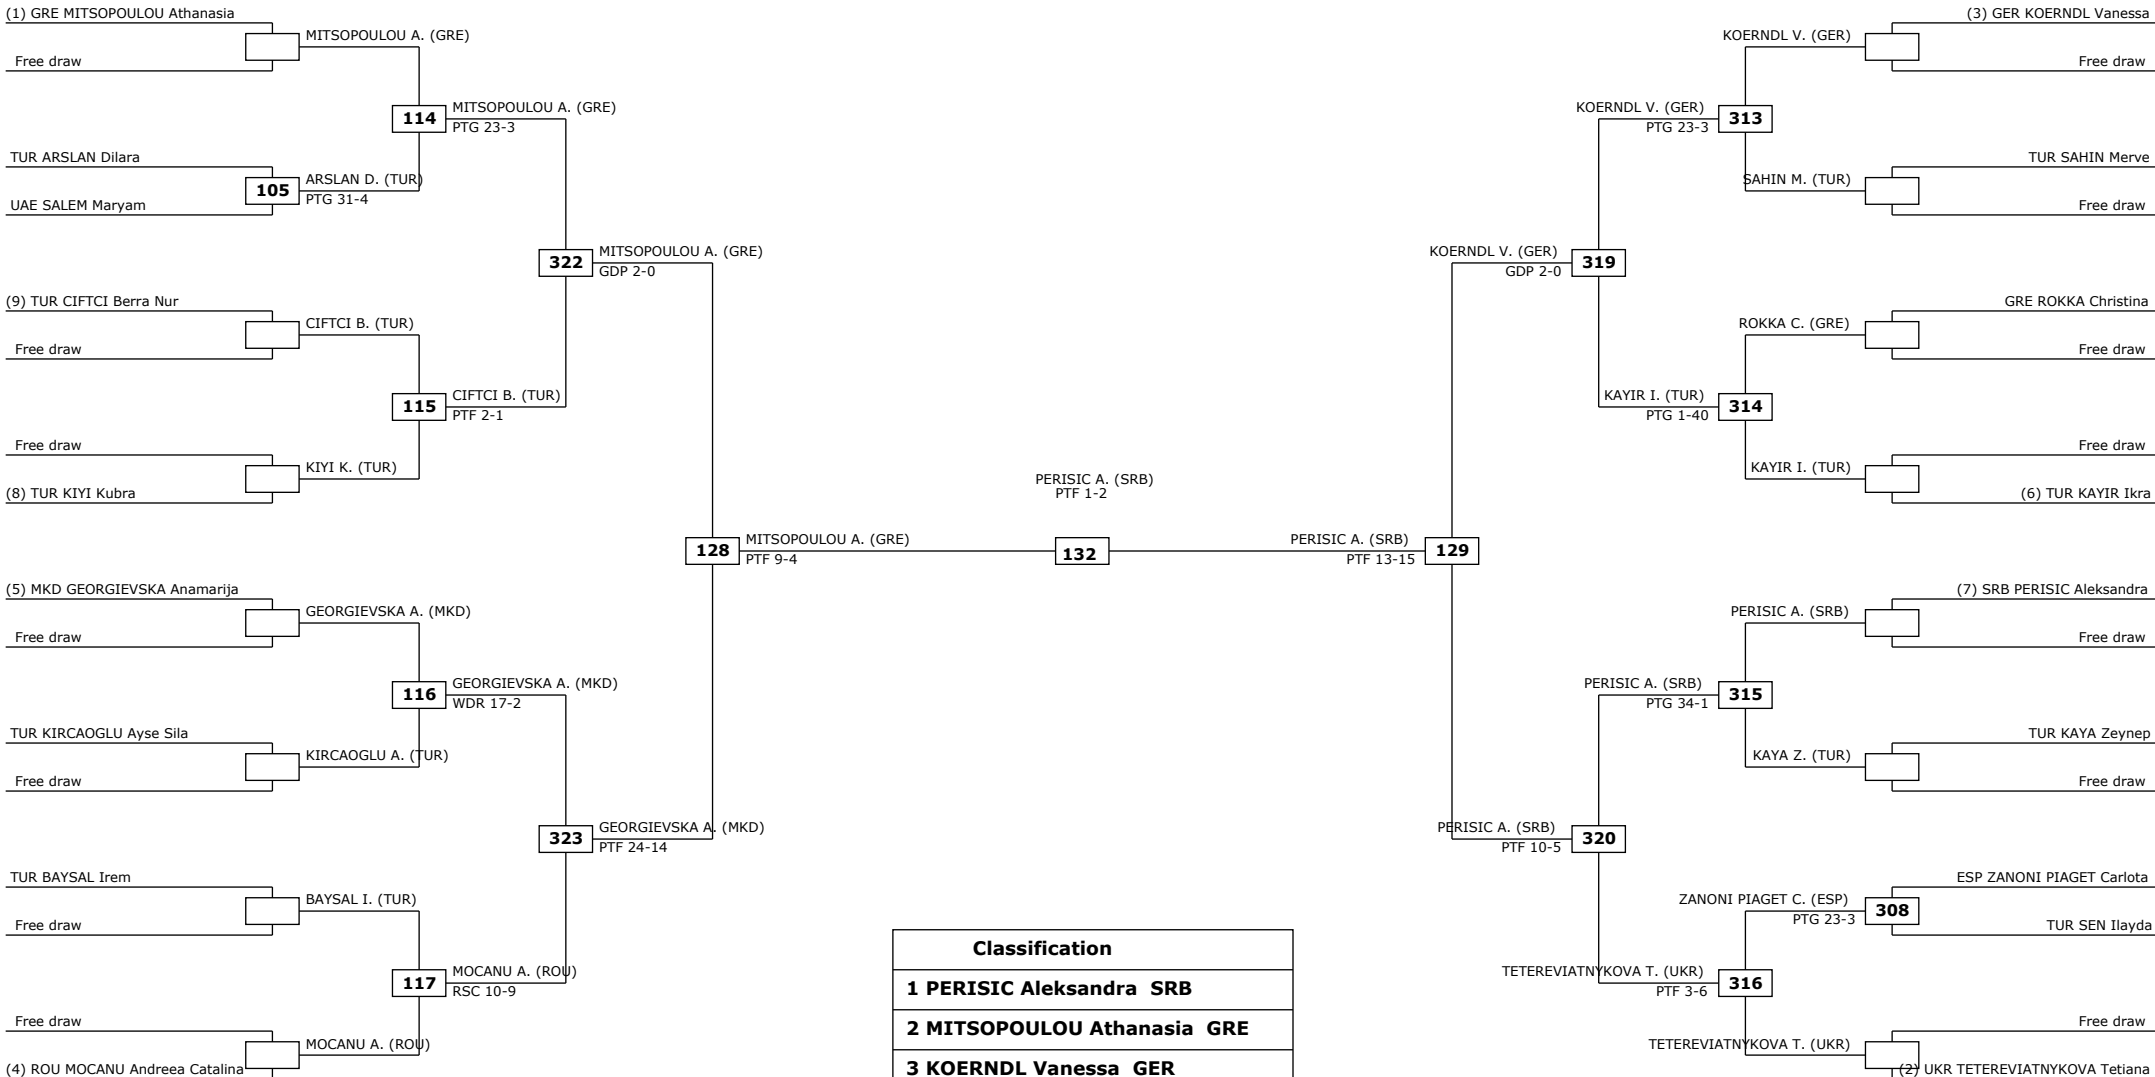 (1) GRE MITSOPOULOU Athanasia
MITSOPOULOU A. (GRE)
Free draw
114
MITSOPOULOU A. (GRE)
PTG 23-3
TUR ARSLAN Dilara
105
ARSLAN D. (TUR)
PTG 31-4
UAE SALEM Maryam
322
MITSOPOULOU A. (GRE)
GDP 2-0
(9) TUR CIFTCI Berra Nur
CIFTCI B. (TUR)
Free draw
115
CIFTCI B. (TUR)
PTF 2-1
Free draw
KIYI K. (TUR)
(8) TUR KIYI Kubra
128
MITSOPOULOU A. (GRE)
PTF 9-4
(5) MKD GEORGIEVSKA Anamarija
GEORGIEVSKA A. (MKD)
Free draw
116
GEORGIEVSKA A. (MKD)
WDR 17-2
TUR KIRCAOGLU Ayse Sila
KIRCAOGLU A. (TUR)
Free draw
323
GEORGIEVSKA A. (MKD)
PTF 24-14
TUR BAYSAL Irem
BAYSAL I. (TUR)
Free draw
117
MOCANU A. (ROU)
RSC 10-9
Free draw
MOCANU A. (ROU)
(4) ROU MOCANU Andreea Catalina
PERISIC A. (SRB)
PTF 1-2
132
(3) GER KOERNDL Vanessa
KOERNDL V. (GER)
Free draw
KOERNDL V. (GER)
PTG 23-3
313
TUR SAHIN Merve
SAHIN M. (TUR)
Free draw
KOERNDL V. (GER)
GDP 2-0
319
GRE ROKKA Christina
ROKKA C. (GRE)
Free draw
KAYIR I. (TUR)
PTG 1-40
314
Free draw
KAYIR I. (TUR)
(6) TUR KAYIR Ikra
PERISIC A. (SRB)
PTF 13-15
129
(7) SRB PERISIC Aleksandra
PERISIC A. (SRB)
Free draw
PERISIC A. (SRB)
PTG 34-1
315
TUR KAYA Zeynep
KAYA Z. (TUR)
Free draw
PERISIC A. (SRB)
PTF 10-5
320
ESP ZANONI PIAGET Carlota
ZANONI PIAGET C. (ESP)
PTG 23-3
308
TUR SEN Ilayda
TETEREVIATNYKOVA T. (UKR)
PTF 3-6
316
Free draw
TETEREVIATNYKOVA T. (UKR)
(2) UKR TETEREVIATNYKOVA Tetiana
Classification
1 PERISIC Aleksandra SRB
2 MITSOPOULOU Athanasia GRE
3 KOERNDL Vanessa GER